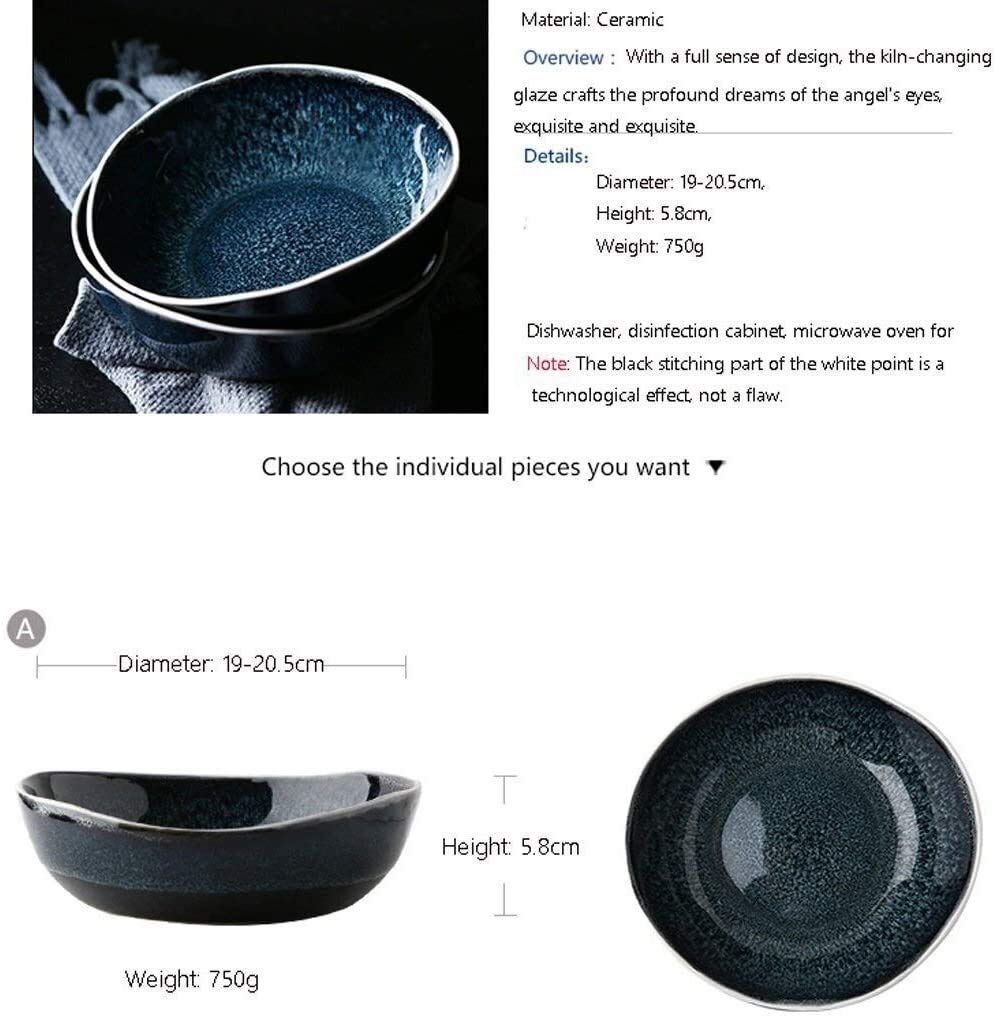 Material: Ceramic
Overview : With a full sense of design, the kiln-changing
glaze crafts the profound dreams of the angel's eyes,
exquisite and exquisite.
Details:
Diameter: 19-20.5cm,
Height: 5.8cm,
Weight: 750g
Dishwasher, disinfection cabinet, microwave oven for
Note: The black stitching part of the white point is a
technological effect, not a flaw.
Choose the individual pieces you want ▼
A
Diameter: 19-20.5cm
Height: 5.8cm
Weight: 750g